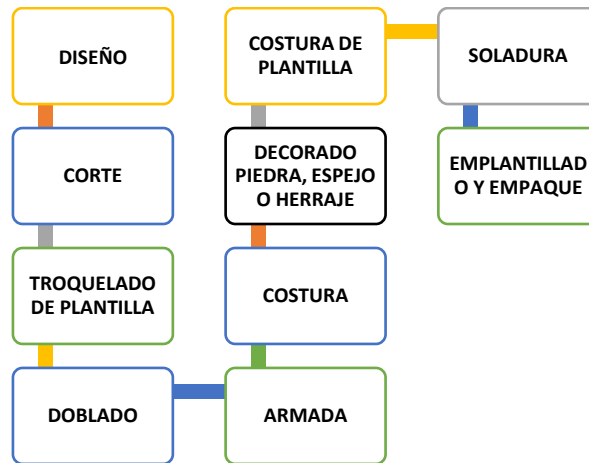 DISEÑO
CORTE
TROQUELADO
DE PLANTILLA
DOBLADO
ARMADA
COSTURA
DECORADO
PIEDRA, ESPEJO
O HERRAJE
COSTURA DE
PLANTILLA
SOLADURA
EMPLANTILLAD
O Y EMPAQUE